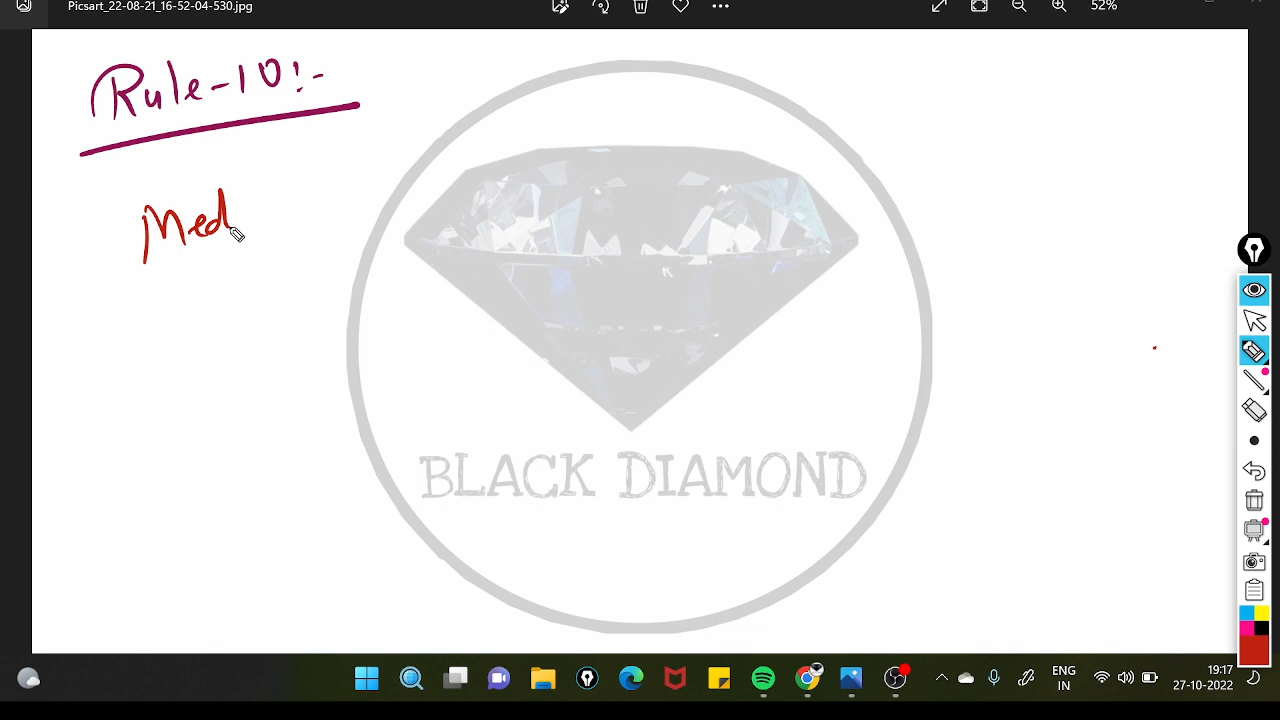 Picsart_22-08-21_16-52-04-530.jpg
52%
Rule-10:-
Med
BLACK DIAMOND
ENG
IN
19:17
27-10-2022